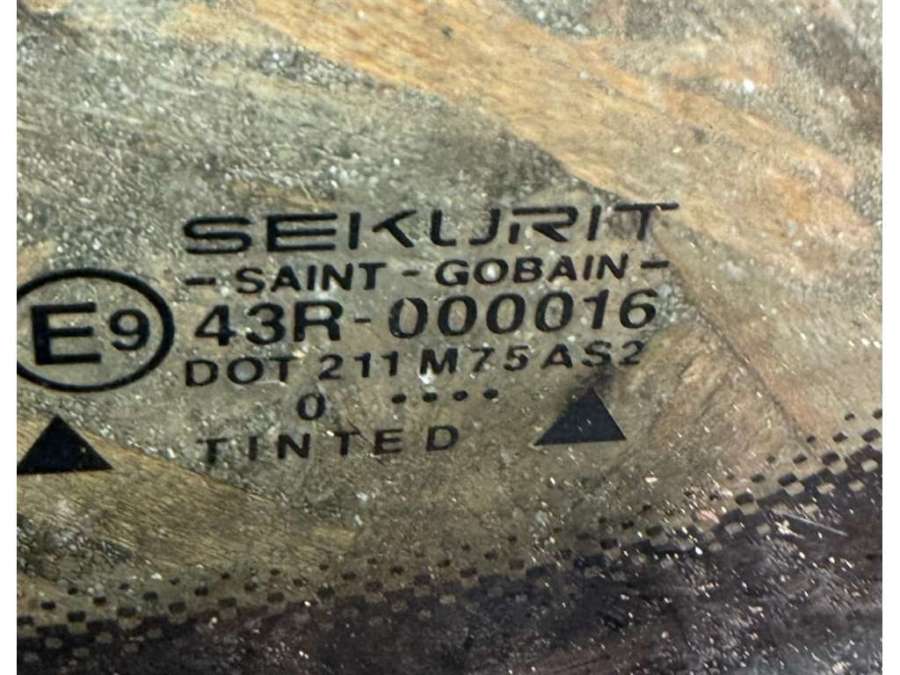 SEKURIT
- SAINT - GOBAIN -
E9 43R-000016
DOT 211 M75 AS2
0 ••••
TINTED